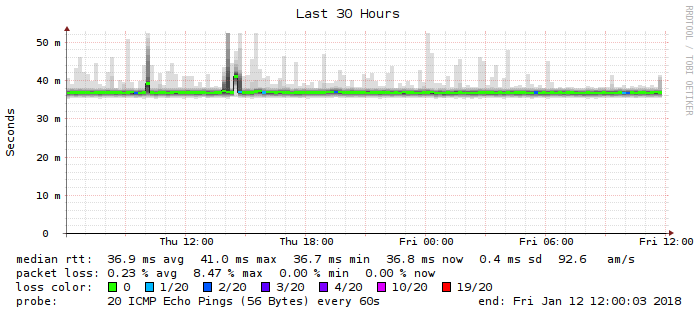 Last 30 Hours
RRDTOOL / TOBI OETIKER
Seconds
50 m
40 m
30 m
20 m
10 m
0
Thu 12:00 Thu 18:00 Fri 00:00 Fri 06:00 Fri 12:00
median rtt: 36.9 ms avg 41.0 ms max 36.7 ms min 36.8 ms now 0.4 ms sd 92.6 am/s
packet loss: 0.23 % avg 8.47 % max 0.00 % min 0.00 % now
loss color: 0 1/20 2/20 3/20 4/20 10/20 19/20
probe: 20 ICMP Echo Pings (56 Bytes) every 60s end: Fri Jan 12 12:00:03 2018